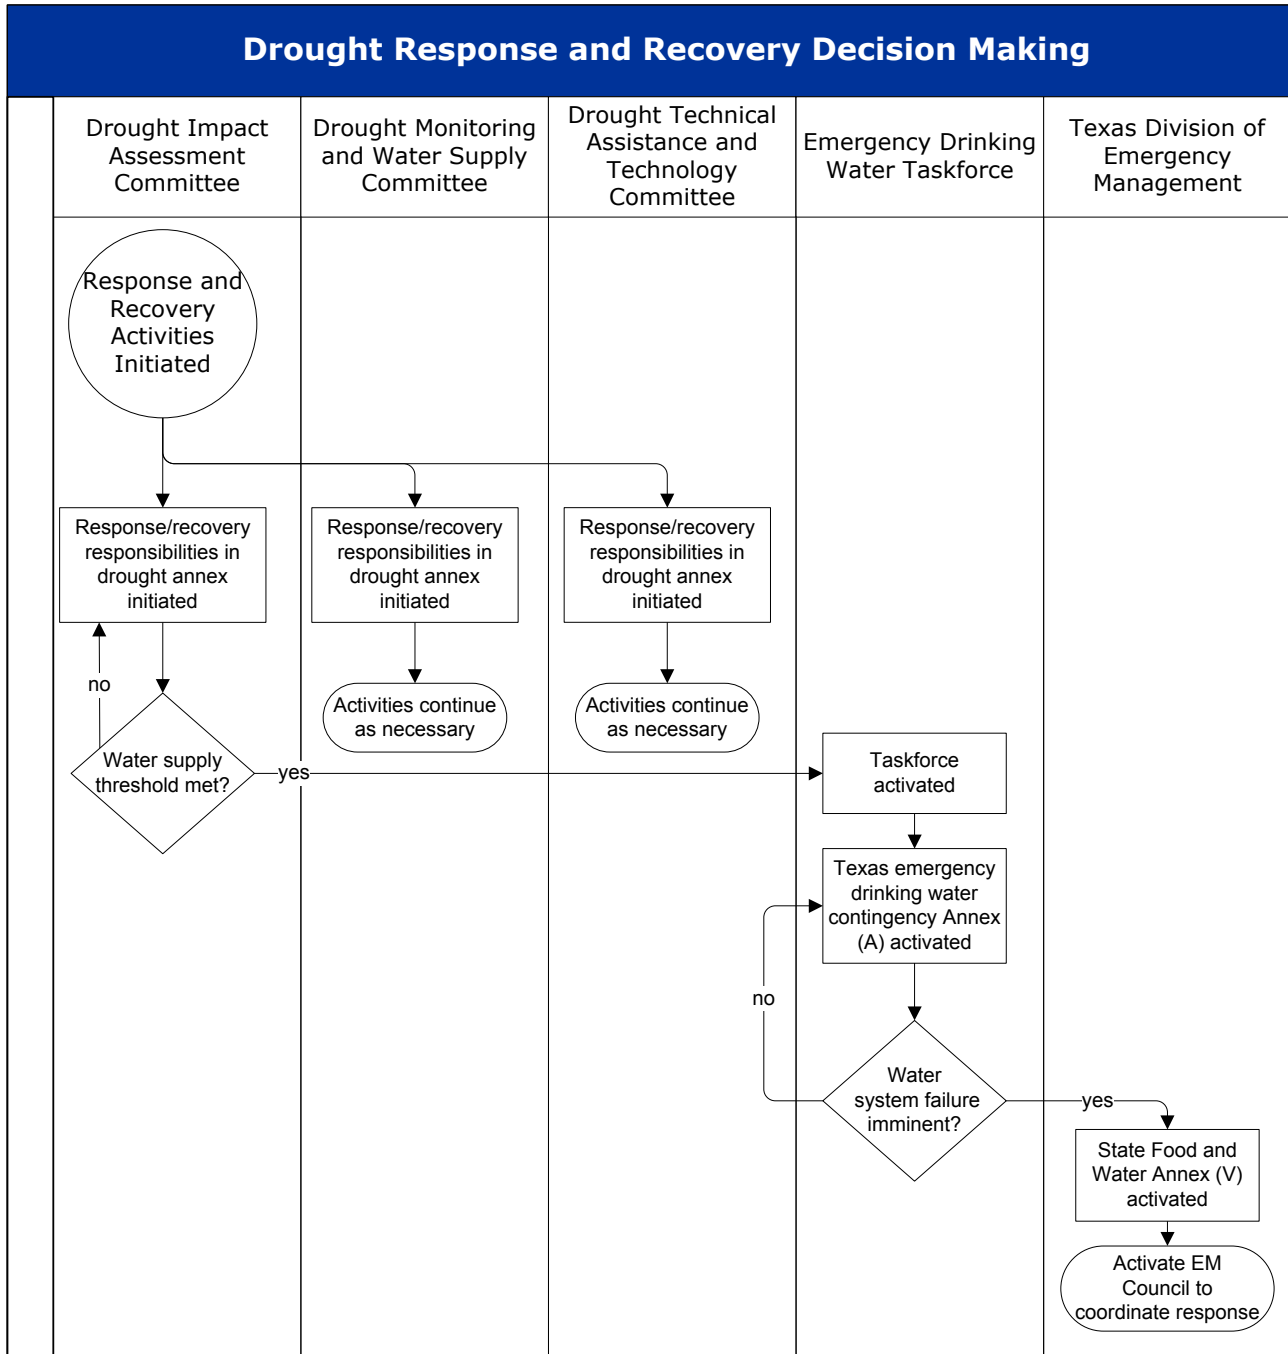 Drought Response and Recovery Decision Making
Drought Impact
Assessment
Committee
Drought Monitoring
and Water Supply
Committee
Drought Technical
Assistance and
Technology
Committee
Emergency Drinking
Water Taskforce
Texas Division of
Emergency
Management
Response and
Recovery
Activities
Initiated
Response/recovery
responsibilities in
drought annex
initiated
Response/recovery
responsibilities in
drought annex
initiated
Response/recovery
responsibilities in
drought annex
initiated
no
Activities continue
as necessary
Activities continue
as necessary
Water supply
threshold met?
yes
Taskforce
activated
Texas emergency
drinking water
contingency Annex
(A) activated
no
Water
system failure
imminent?
yes
State Food and
Water Annex (V)
activated
Activate EM
Council to
coordinate response